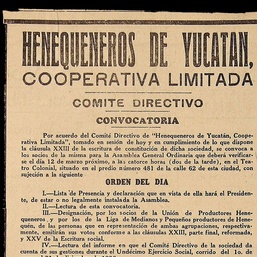 HENEQUENEROS DE YUCATAN,
COOPERATIVA LIMITADA
COMITE DIRECTIVO
CONVOCATORIA
Por acuerdo del Comité Directivo de "Henequeneros de Yucatán, Coope-
rativa Limitada", tomado en sesión de hoy y en cumplimiento de lo que dispone
la cláusula XXIII de la escritura de constitución de dicha sociedad, se convoca a
los socios de la misma para la Asamblea General Ordinaria que deberá verificar-
se el día 12 de marzo próximo, a las catorce horas (dos de la tarde), en el Tea-
tro Colonial, situado en el predio número 481 de la calle 62 de esta ciudad, con
sujeción a la siguiente
ORDEN DEL DIA
I.—Lista de Presencia y declaración que en vista de ella hará el Presiden-
te, de estar o no legalmente instalada la Asamblea.
II.—Lectura de esta convocatoria.
III.—Designación, por los socios de la Unión de Productores Hene-
queneros y por los de la Liga de Medianos y Pequeños productores de Hene-
quén, de las personas que en representación de ambas agrupaciones, respectiva-
mente, emitirán sus votos conforme a las cláusulas XXIII, parte final, reformada,
y XXV de la Escritura social.
IV.—Lectura del informe en que el Comité Directivo de la sociedad
da cuenta de sus gestiones durante el Undécimo Ejercicio Social, corrido del 1o. de